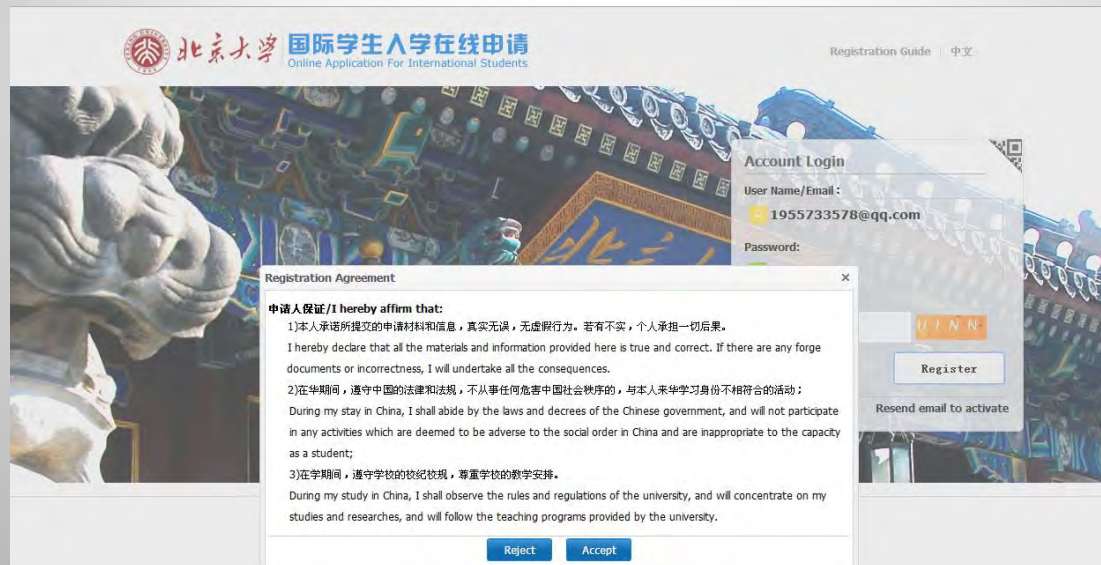 北京大学 国际学生入学在线申请
Online Application For International Students
Registration Guide | 中文
Account Login
User Name/Email：
1955733578@qq.com
Password:
UINN
Register
Resend email to activate
Registration Agreement ×
申请人保证/I hereby affirm that:
1)本人承诺所提交的申请材料和信息，真实无误，无虚假行为。若有不实，个人承担一切后果。
I hereby declare that all the materials and information provided here is true and correct. If there are any forge
documents or incorrectness, I will undertake all the consequences.
2)在华期间，遵守中国的法律和法规，不从事任何危害中国社会秩序的，与本人来华学习身份不相符合的活动；
During my stay in China, I shall abide by the laws and decrees of the Chinese government, and will not participate
in any activities which are deemed to be adverse to the social order in China and are inappropriate to the capacity
as a student;
3)在学期间，遵守学校的校纪校规，尊重学校的教学安排。
During my study in China, I shall observe the rules and regulations of the university, and will concentrate on my
studies and researches, and will follow the teaching programs provided by the university.
Reject Accept